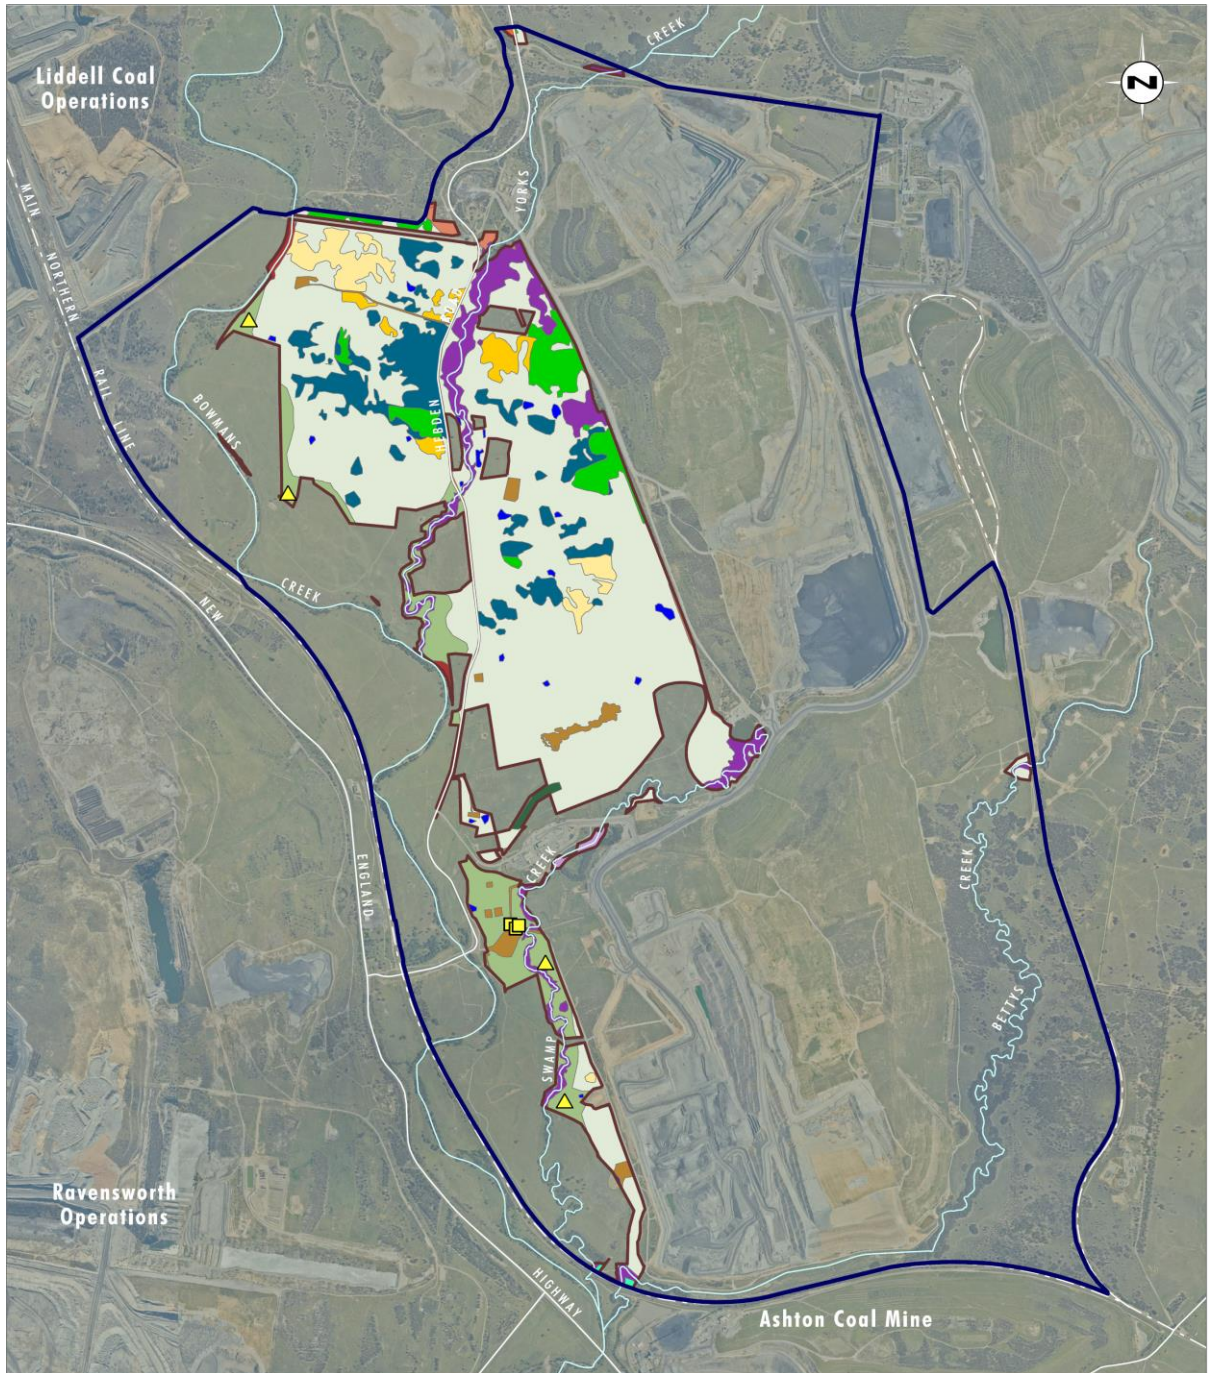 CREEK
Liddell Coal
Operations
N
YORKS
MAIN
NORTHERN
RAIL
LINE
BOWMANS
HEBDEN
CREEK
NEW
CREEK
CREEK
ENGLAND
BETTYS
SWAMP
Ravensworth
Operations
HIGHWAY
Ashton Coal Mine
CREEK